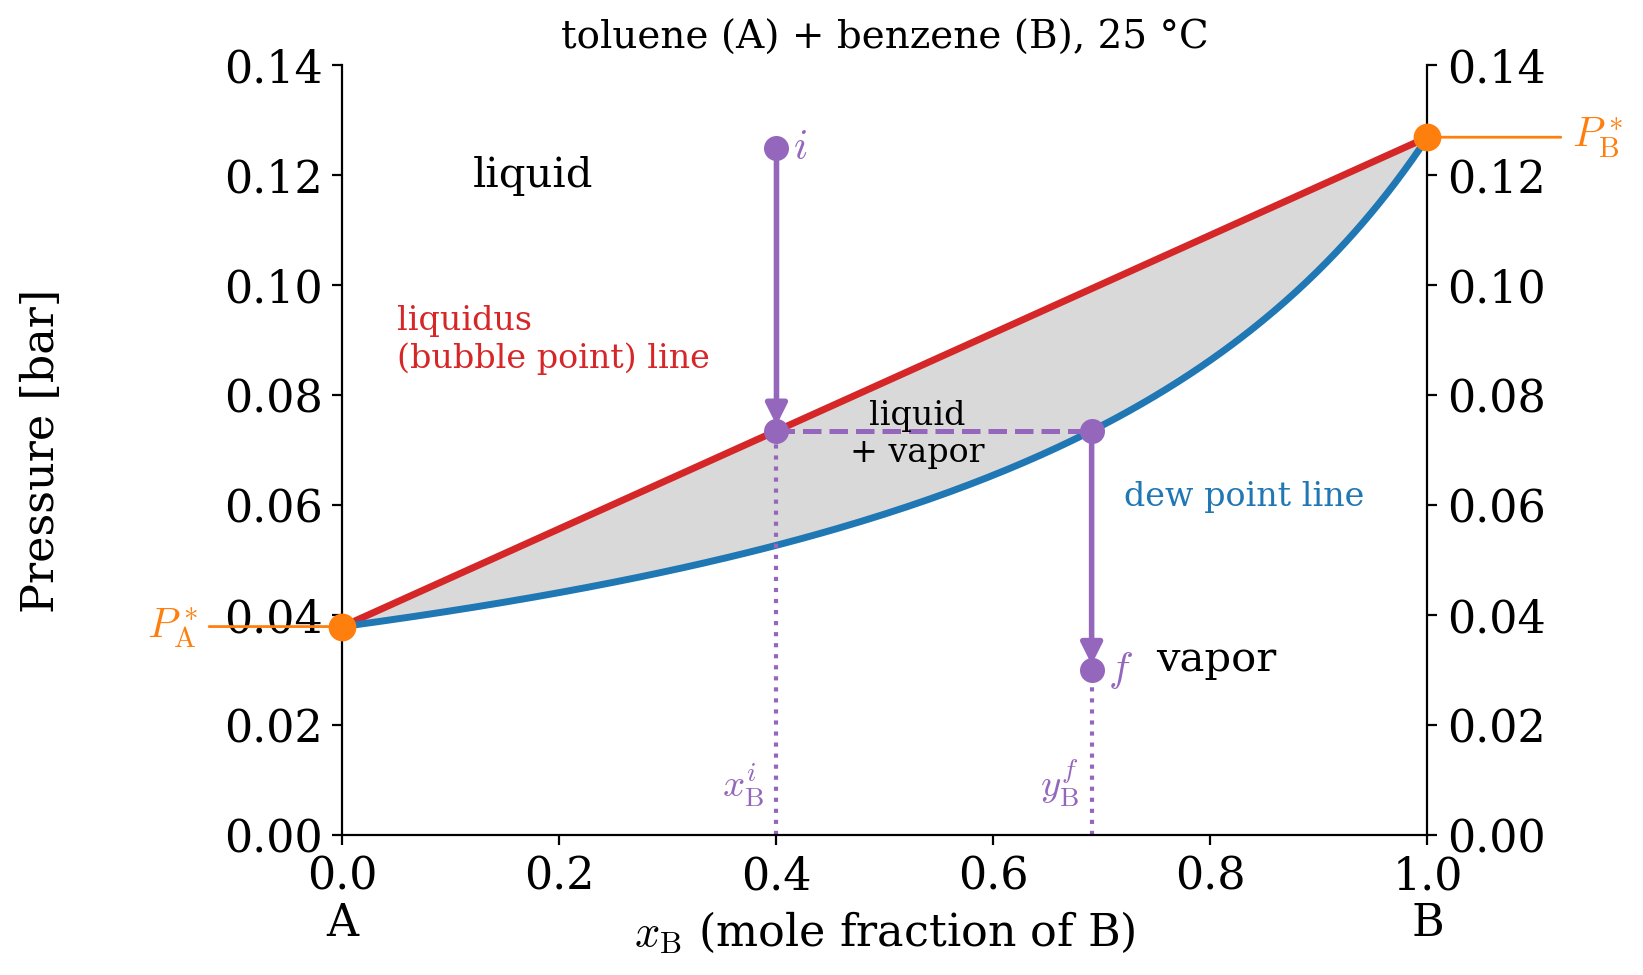 toluene (A) + benzene (B), 25 °C
0.14
0.12
0.10
0.08
0.06
0.04
0.02
0.00
Pressure [bar]
P*A
liquid
i
liquidus
(bubble point) line
liquid
+ vapor
dew point line
vapor
f
x^i_B
y^f_B
0.14
0.12
0.10
0.08
0.06
0.04
0.02
0.00
P*B
0.0 0.2 0.4 0.6 0.8 1.0
A B
xB (mole fraction of B)